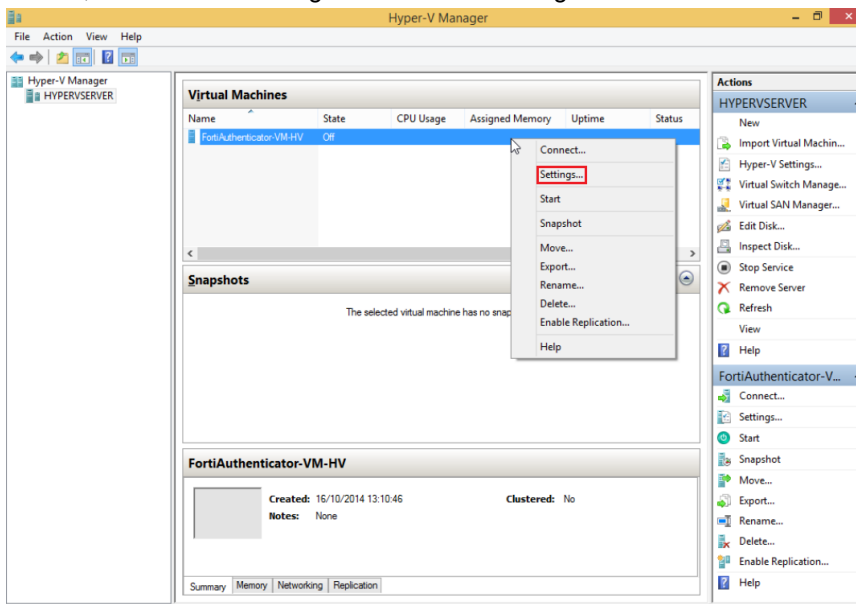 Hyper-V Manager
File Action View Help
Hyper-V Manager
HYPERVSERVER
Virtual Machines
Name State CPU Usage Assigned Memory Uptime Status
FortiAuthenticator-VM-HV Off
Connect...
Settings...
Start
Snapshot
Move...
Export...
Rename...
Delete...
Enable Replication...
Help
Snapshots
The selected virtual machine has no snap
FortiAuthenticator-VM-HV
Created: 16/10/2014 13:10:46 Clustered: No
Notes: None
Summary Memory Networking Replication
Actions
HYPERVSERVER
New
Import Virtual Machin...
Hyper-V Settings...
Virtual Switch Manage...
Virtual SAN Manager...
Edit Disk...
Inspect Disk...
Stop Service
Remove Server
Refresh
View
Help
FortiAuthenticator-V...
Connect...
Settings...
Start
Snapshot
Move...
Export...
Rename...
Delete...
Enable Replication...
Help